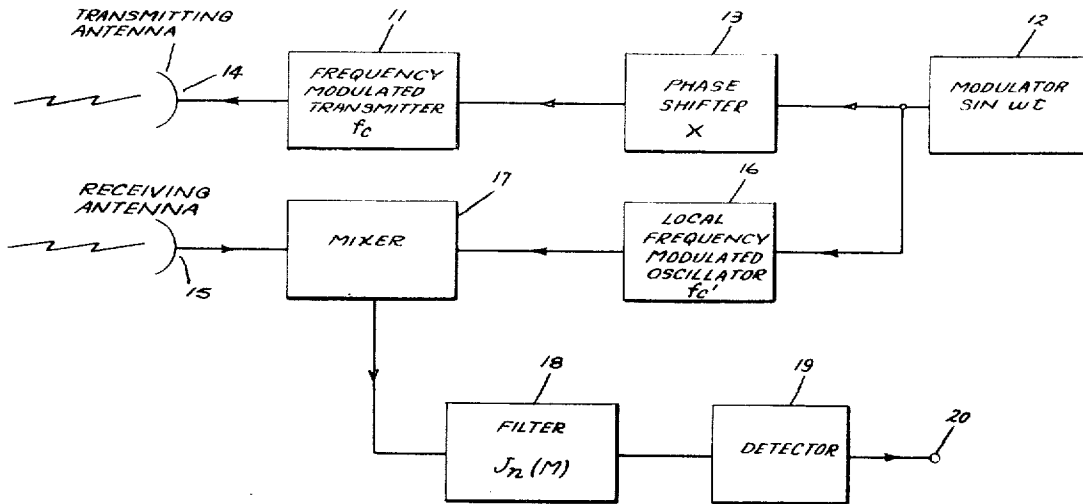 TRANSMITTING
ANTENNA
14
11
FREQUENCY
MODULATED
TRANSMITTER
fc
13
PHASE
SHIFTER
X
12
MODULATOR
SIN ωt
RECEIVING
ANTENNA
15
17
MIXER
16
LOCAL
FREQUENCY
MODULATED
OSCILLATOR
fc'
18
FILTER
Jn(M)
19
DETECTOR
20